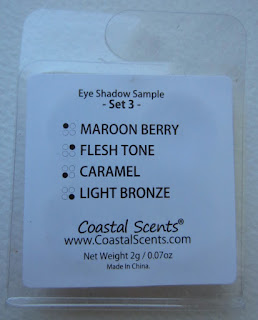 Eye Shadow Sample
- Set 3 -
MAROON BERRY
FLESH TONE
CARAMEL
LIGHT BRONZE
Coastal Scents®
www.CoastalScents.com
Net Weight 2g / 0.07oz
Made In China.